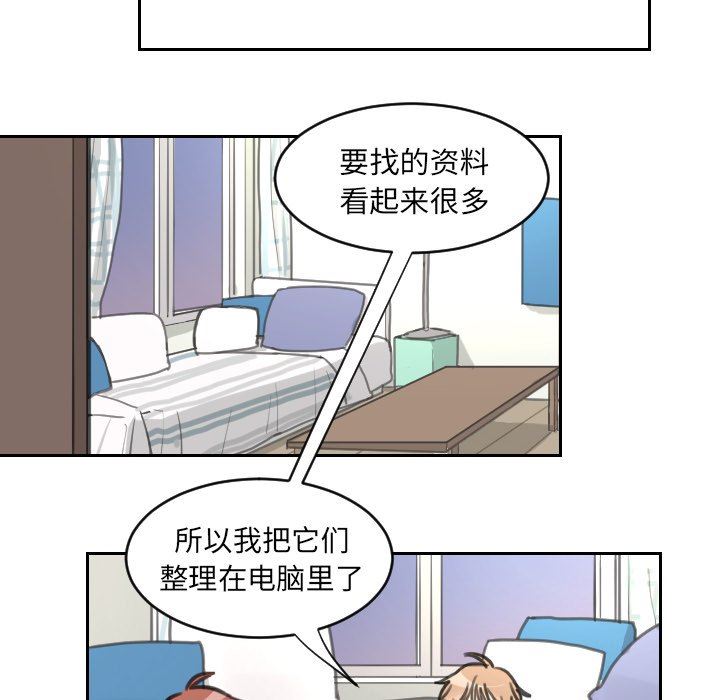 要找的资料
看起来很多
所以我把它们
整理在电脑里了